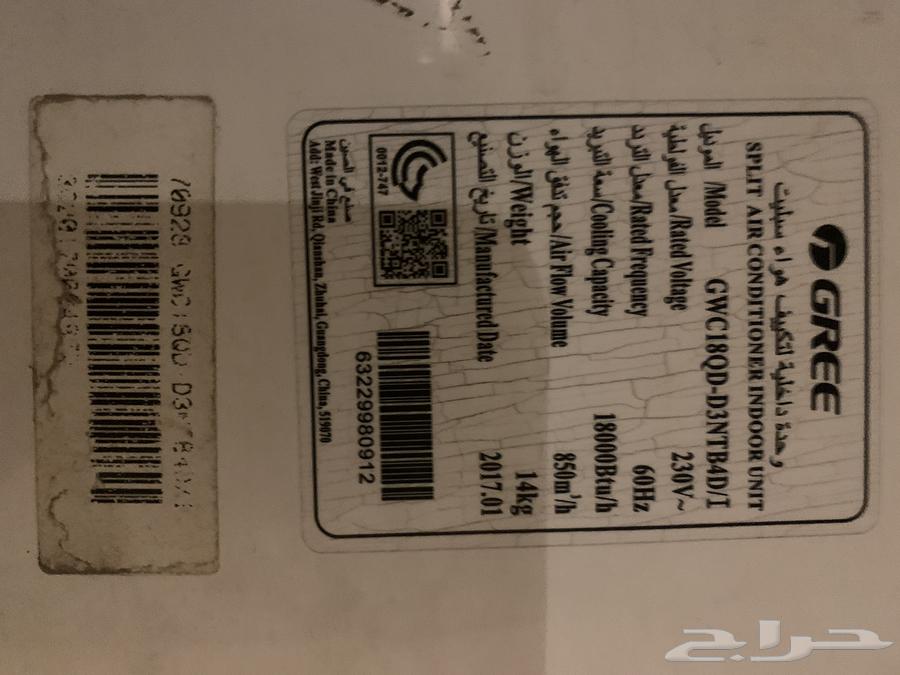 GREE
وحدة داخلية لتكييف هواء سبليت
SPLIT AIR CONDITIONER INDOOR UNIT
الموديل /Model GWC18QD-D3NTB4D/I
معدل الفولطية /Rated Voltage 230V~
معدل التردد /Rated Frequency 60Hz
سعة التبريد /Cooling Capacity 18000Btu/h
حجم تدفق الهواء /Air Flow Volume 850m³/h
الوزن /Weight 14kg
تاريخ التصنيع /Manufactured Date 2017.01
0012-747
63229980912
صنع في الصين
Made in China
Add: West Jinji Rd, Qianshan, Zhuhai, Guangdong, China, 519070
حراج